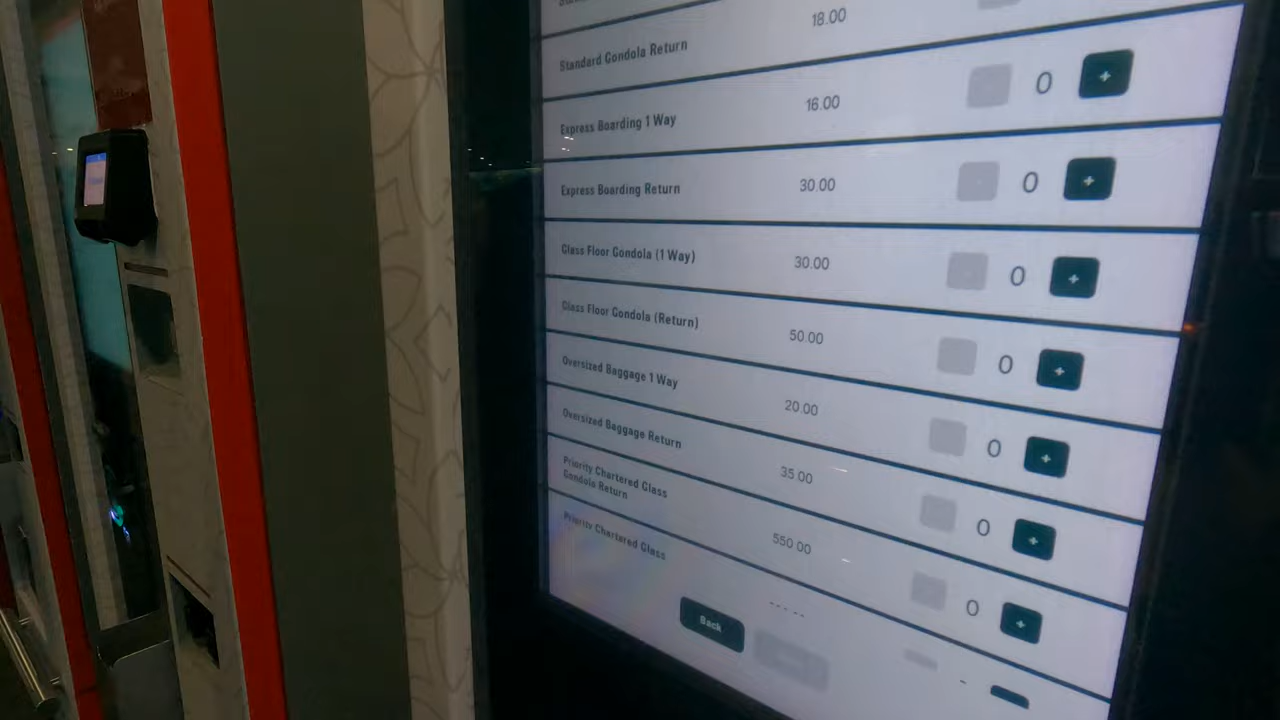 Standard Gondola Return 18.00
Express Boarding 1 Way 16.00 0 +
Express Boarding Return 30.00 0 +
Glass Floor Gondola (1 Way) 30.00 0 +
Glass Floor Gondola (Return) 50.00 0 +
Oversized Baggage 1 Way 20.00 0 +
Oversized Baggage Return 35.00 0 +
Priority Chartered Glass
Gondola Return 550.00 0 +
Priority Chartered Glass
Back